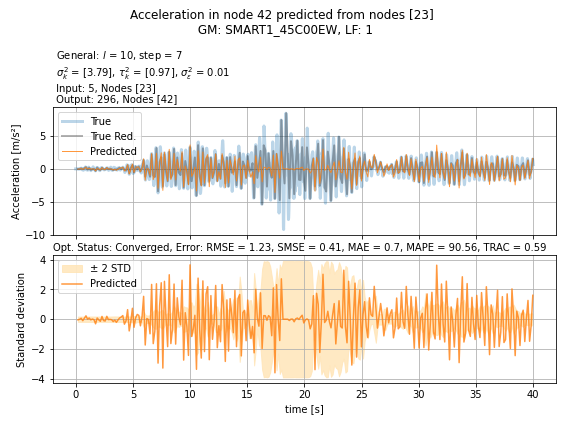 Acceleration in node 42 predicted from nodes [23]
GM: SMART1_45C00EW, LF: 1
General: l = 10, step = 7
σ²ₖ = [3.79], τ²ₖ = [0.97], σ²ε = 0.01
Input: 5, Nodes [23]
Output: 296, Nodes [42]
True
True Red.
Predicted
Acceleration [m/s²]
5
0
−5
−10
Opt. Status: Converged, Error: RMSE = 1.23, SMSE = 0.41, MAE = 0.7, MAPE = 90.56, TRAC = 0.59
± 2 STD
Predicted
Standard deviation
4
2
0
−2
−4
0 5 10 15 20 25 30 35 40
time [s]